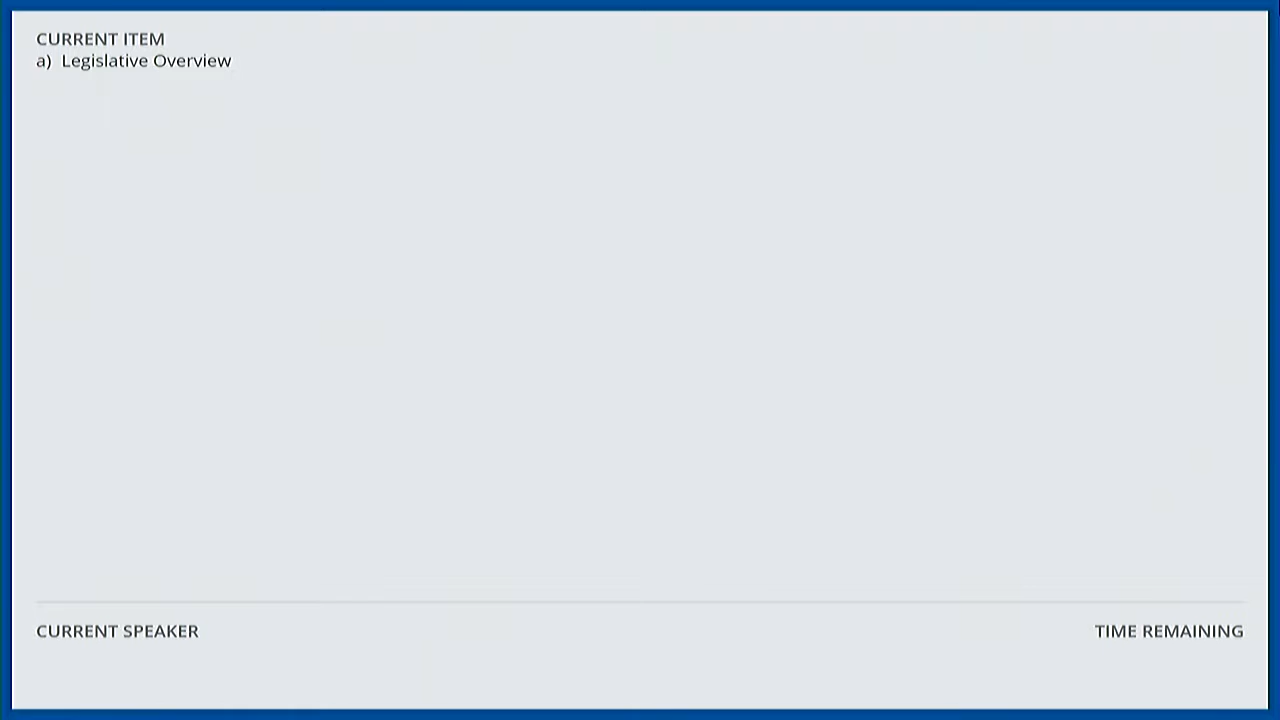 CURRENT ITEM
a) Legislative Overview
CURRENT SPEAKER
TIME REMAINING